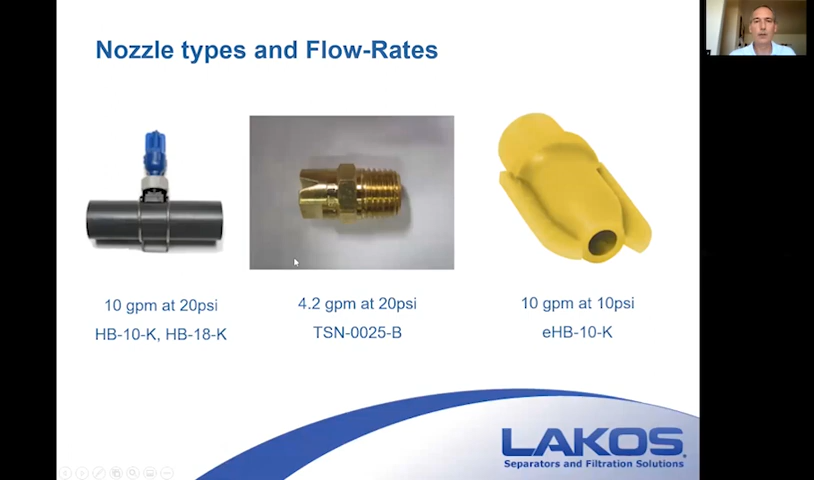 Nozzle types and Flow-Rates
10 gpm at 20psi
HB-10-K, HB-18-K
4.2 gpm at 20psi
TSN-0025-B
10 gpm at 10psi
eHB-10-K
LAKOS®
Separators and Filtration Solutions